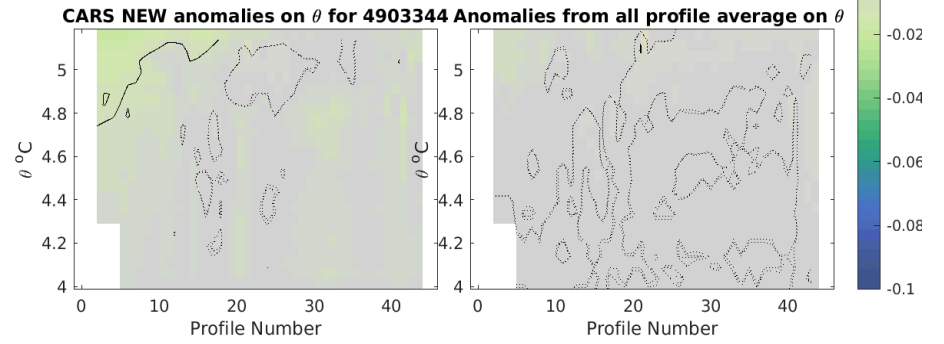 CARS NEW anomalies on θ for 4903344
Anomalies from all profile average on θ
θ °C
5
4.8
4.6
4.4
4.2
4
0 10 20 30 40
Profile Number
θ °C
5
4.8
4.6
4.4
4.2
4
0 10 20 30 40
Profile Number
-0.02
-0.04
-0.06
-0.08
-0.1